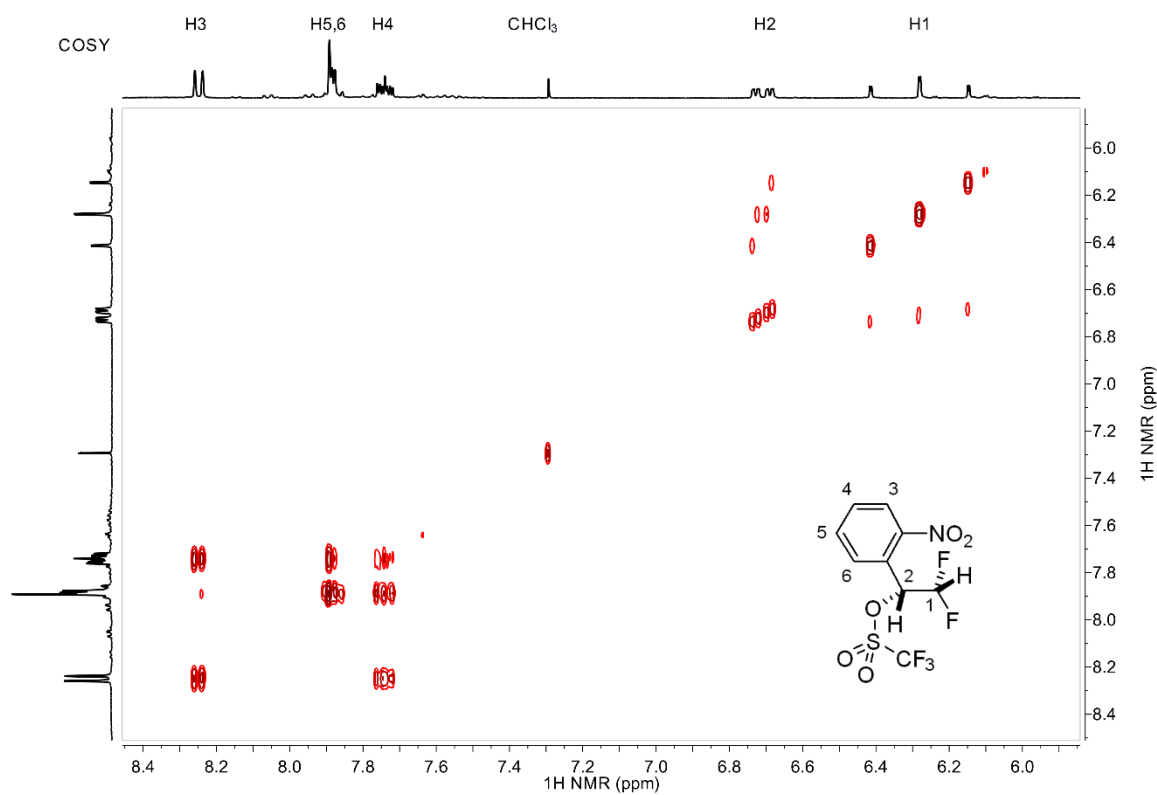 COSY
H3 H5,6 H4 CHCl3 H2 H1
6.0
6.2
6.4
6.6
6.8
7.0
7.2
7.4
7.6
7.8
8.0
8.2
8.4
1H NMR (ppm)
4 3
5 NO2
6 F
2 H
O 1
H F
S
O CF3
O
8.4 8.2 8.0 7.8 7.6 7.4 7.2 7.0 6.8 6.6 6.4 6.2 6.0
1H NMR (ppm)